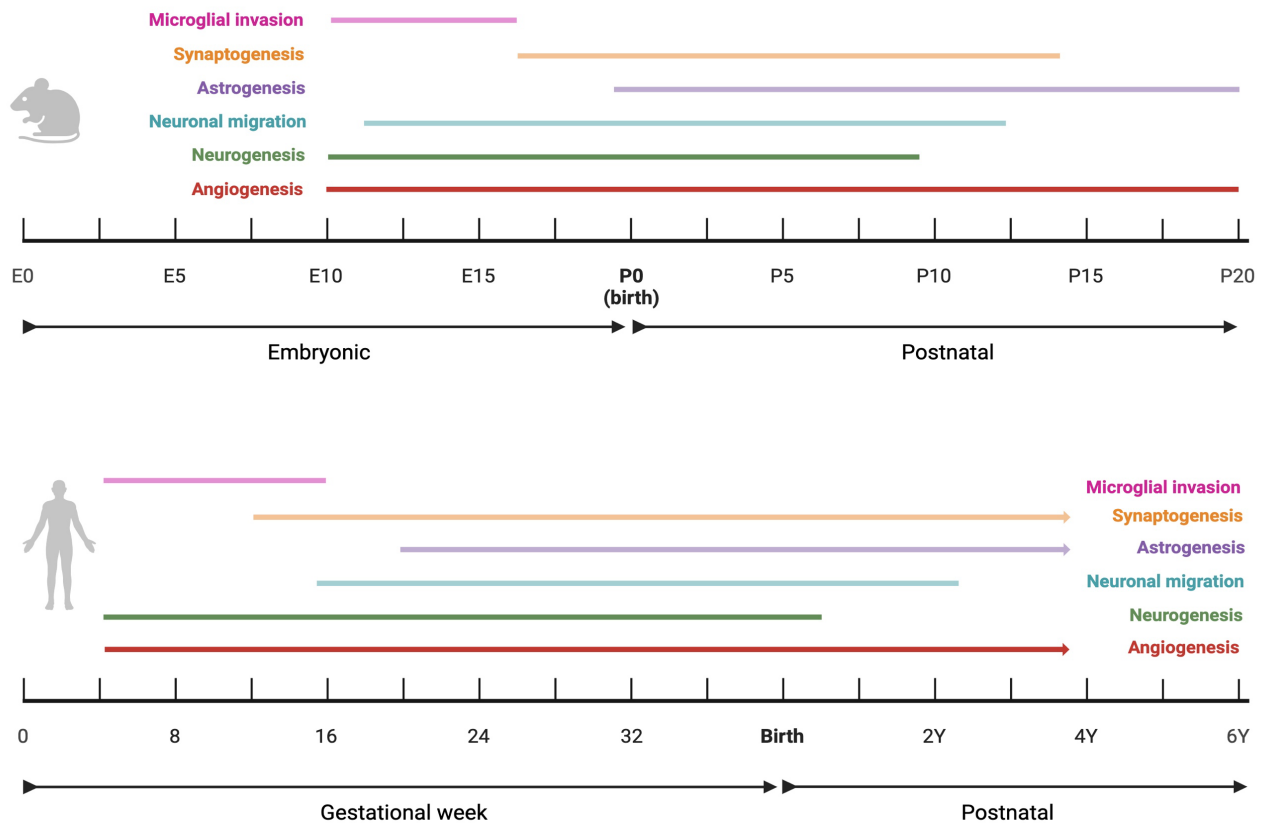 Microglial invasion
Synaptogenesis
Astrogenesis
Neuronal migration
Neurogenesis
Angiogenesis
E0 E5 E10 E15 P0 P5 P10 P15 P20
(birth)
Embryonic Postnatal
Microglial invasion
Synaptogenesis
Astrogenesis
Neuronal migration
Neurogenesis
Angiogenesis
0 8 16 24 32 Birth 2Y 4Y 6Y
Gestational week Postnatal